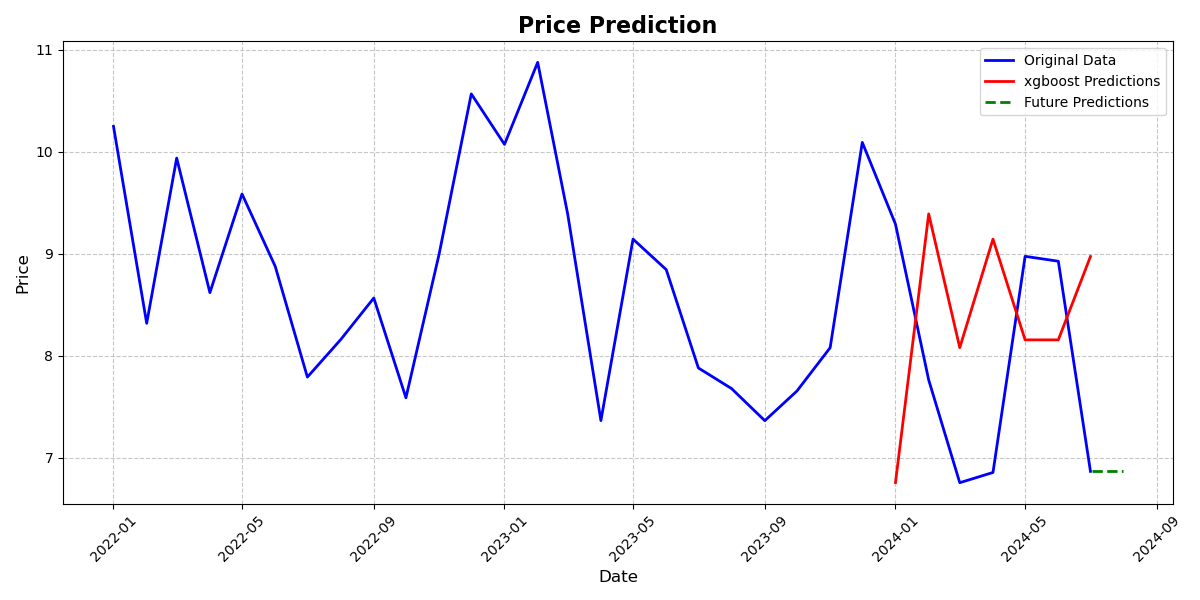 Price Prediction
11
10
9
8
7
Price
Original Data
xgboost Predictions
Future Predictions
2022-01
2022-05
2022-09
2023-01
2023-05
2023-09
2024-01
2024-05
2024-09
Date